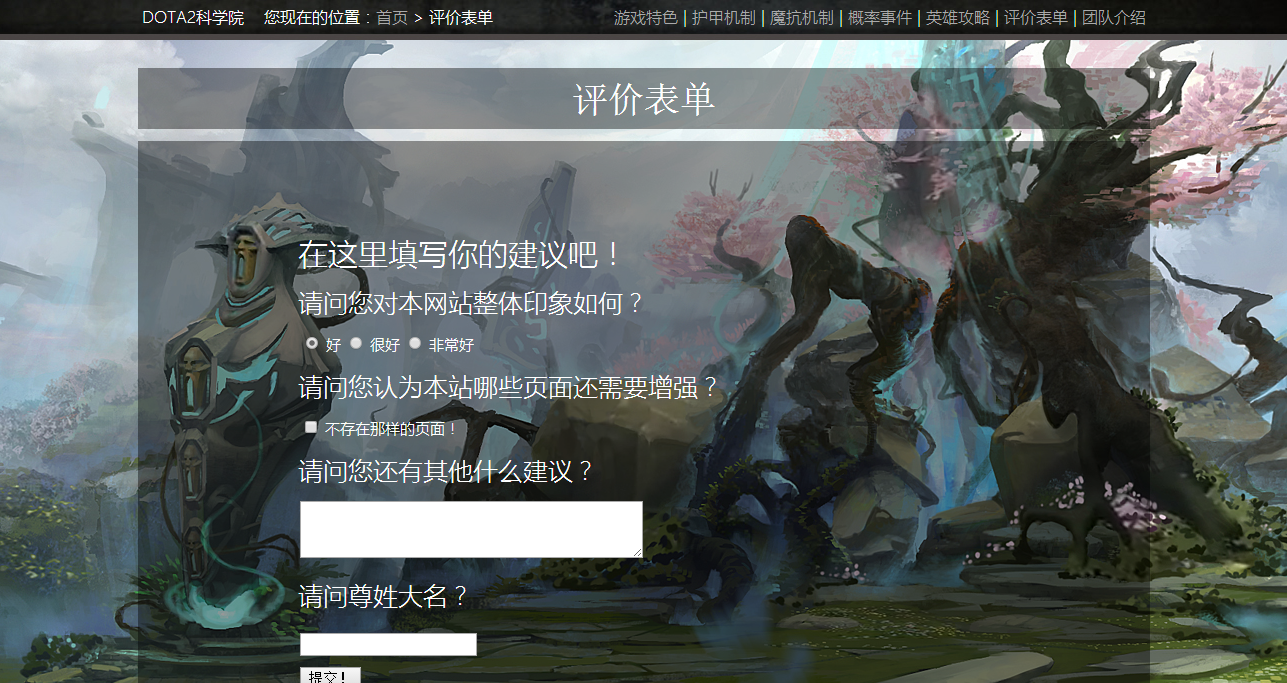 DOTA2科学院 您现在的位置：首页 > 评价表单 游戏特色 | 护甲机制 | 魔抗机制 | 概率事件 | 英雄攻略 | 评价表单 | 团队介绍
评价表单
在这里填写你的建议吧！
请问您对本网站整体印象如何？
好 很好 非常好
请问您认为本站哪些页面还需要增强？
不存在那样的页面！
请问您还有其他什么建议？
请问尊姓大名？
提交！